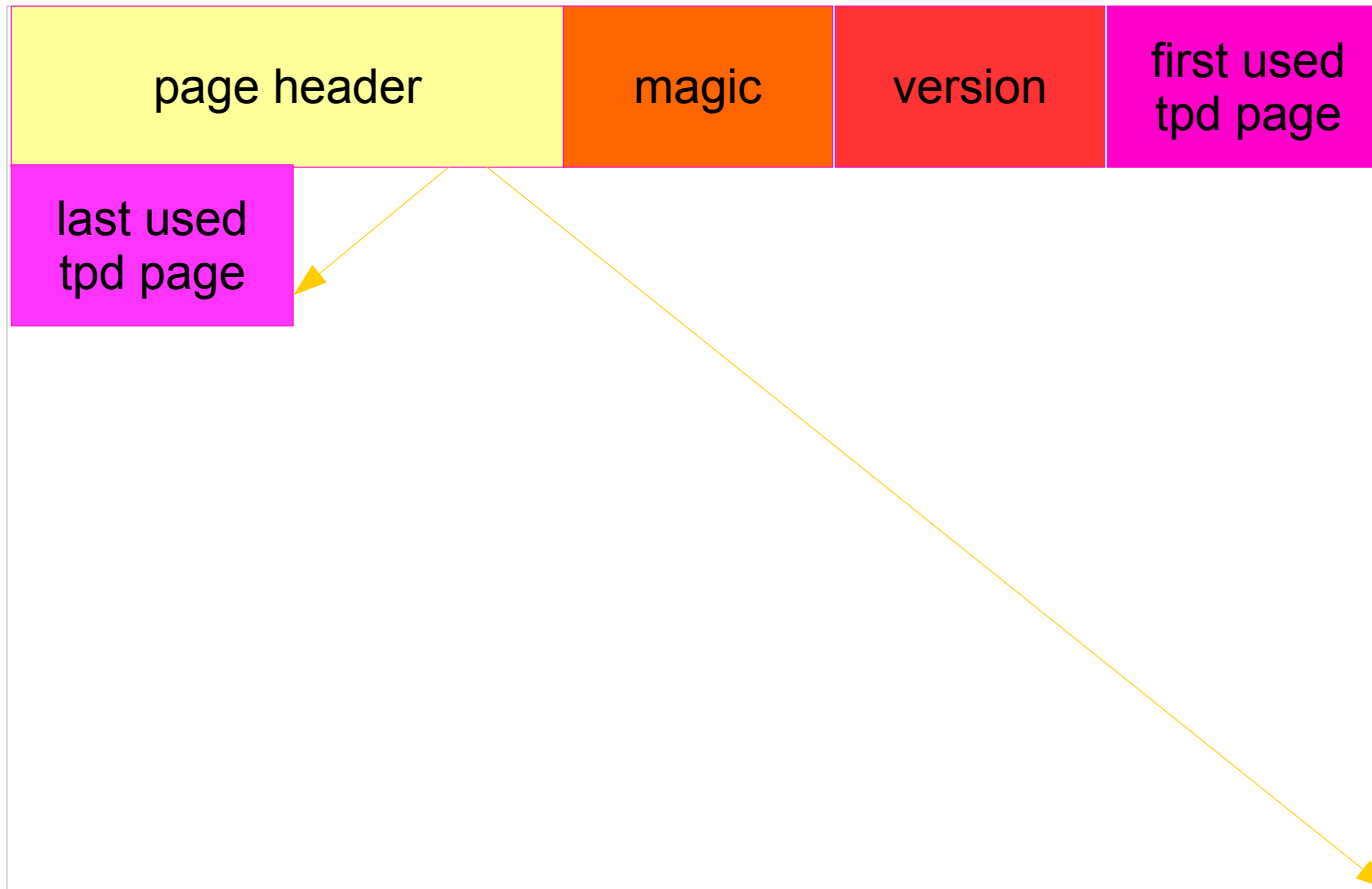 page header
magic
version
first used
tpd page
last used
tpd page